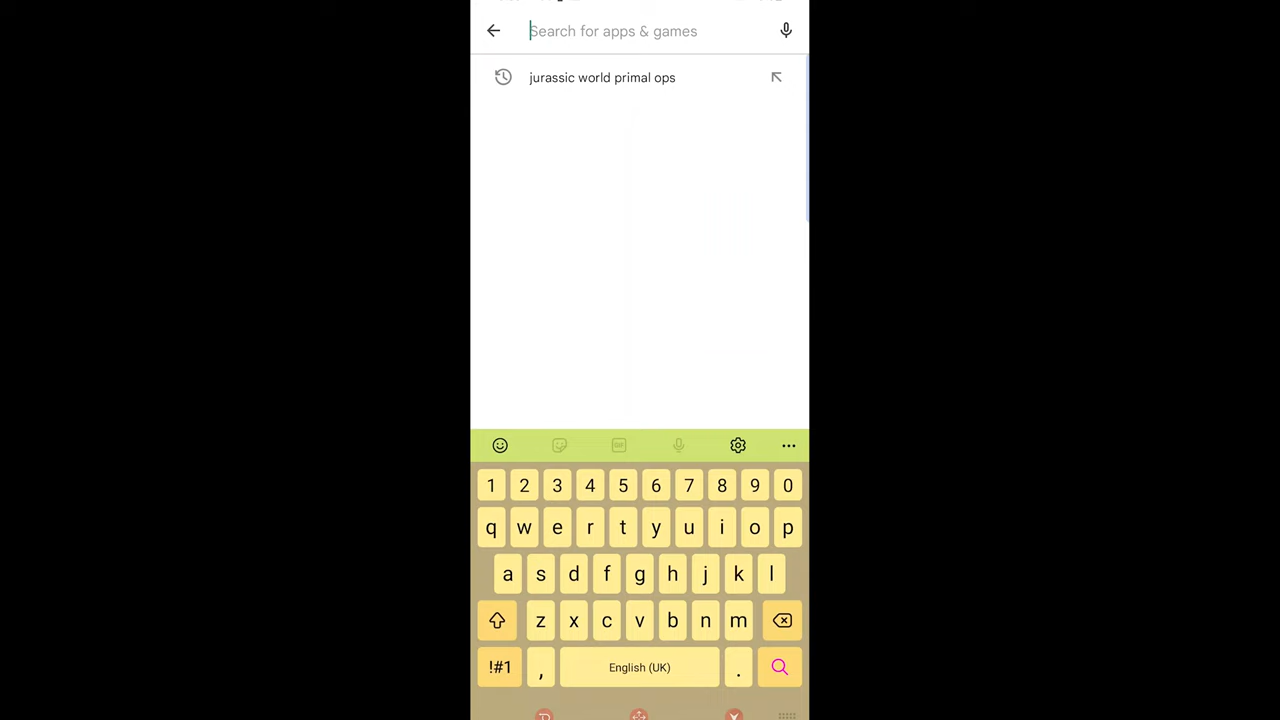 Search for apps & games
jurassic world primal ops
GIF
1 2 3 4 5 6 7 8 9 0
q w e r t y u i o p
a s d f g h j k l
z x c v b n m
!#1 , English (UK) .